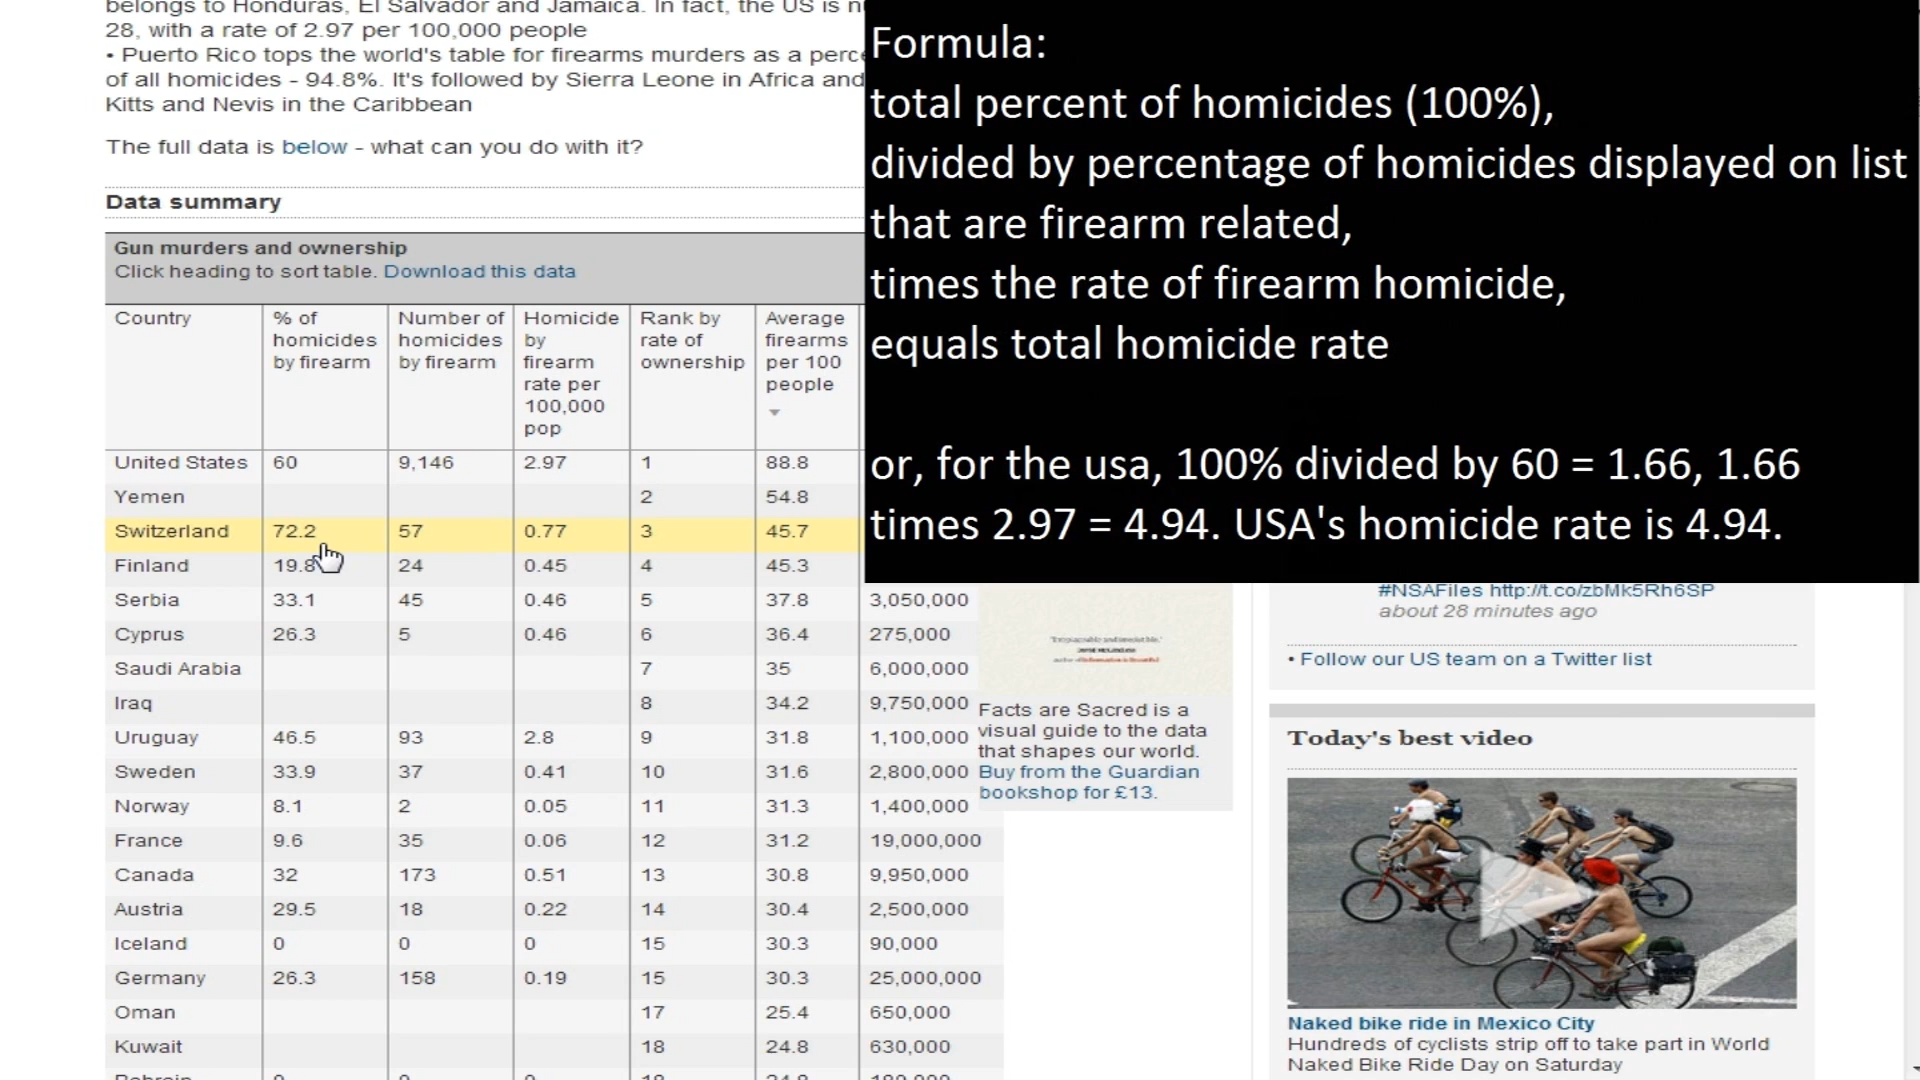 belongs to Honduras, El Salvador and Jamaica. In fact, the US is
28, with a rate of 2.97 per 100,000 people
• Puerto Rico tops the world's table for firearms murders as a
of all homicides - 94.8%. It's followed by Sierra Leone in Africa and
Kitts and Nevis in the Caribbean
The full data is below - what can you do with it?
Data summary
Gun murders and ownership
Click heading to sort table. Download this data
Country % of homicides by firearm Number of homicides by firearm Homicide by firearm rate per 100,000 pop Rank by rate of ownership Average firearms per 100 people
United States 60 9,146 2.97 1 88.8
Yemen 2 54.8
Switzerland 72.2 57 0.77 3 45.7
Finland 19.8 24 0.45 4 45.3
Serbia 33.1 45 0.46 5 37.8 3,050,000
Cyprus 26.3 5 0.46 6 36.4 275,000
Saudi Arabia 7 35 6,000,000
Iraq 8 34.2 9,750,000
Uruguay 46.5 93 2.8 9 31.8 1,100,000
Sweden 33.9 37 0.41 10 31.6 2,800,000
Norway 8.1 2 0.05 11 31.3 1,400,000
France 9.6 35 0.06 12 31.2 19,000,000
Canada 32 173 0.51 13 30.8 9,950,000
Austria 29.5 18 0.22 14 30.4 2,500,000
Iceland 0 0 0 15 30.3 90,000
Germany 26.3 158 0.19 15 30.3 25,000,000
Oman 17 25.4 650,000
Kuwait 18 24.8 630,000
Formula:
total percent of homicides (100%),
divided by percentage of homicides displayed on list
that are firearm related,
times the rate of firearm homicide,
equals total homicide rate
or, for the usa, 100% divided by 60 = 1.66, 1.66
times 2.97 = 4.94. USA's homicide rate is 4.94.
Facts are Sacred is a
visual guide to the data
that shapes our world.
Buy from the Guardian
bookshop for £13.
#NSAFiles http://t.co/zbMk5Rh6SP
about 28 minutes ago
• Follow our US team on a Twitter list
Today's best video
Naked bike ride in Mexico City
Hundreds of cyclists strip off to take part in World
Naked Bike Ride Day on Saturday